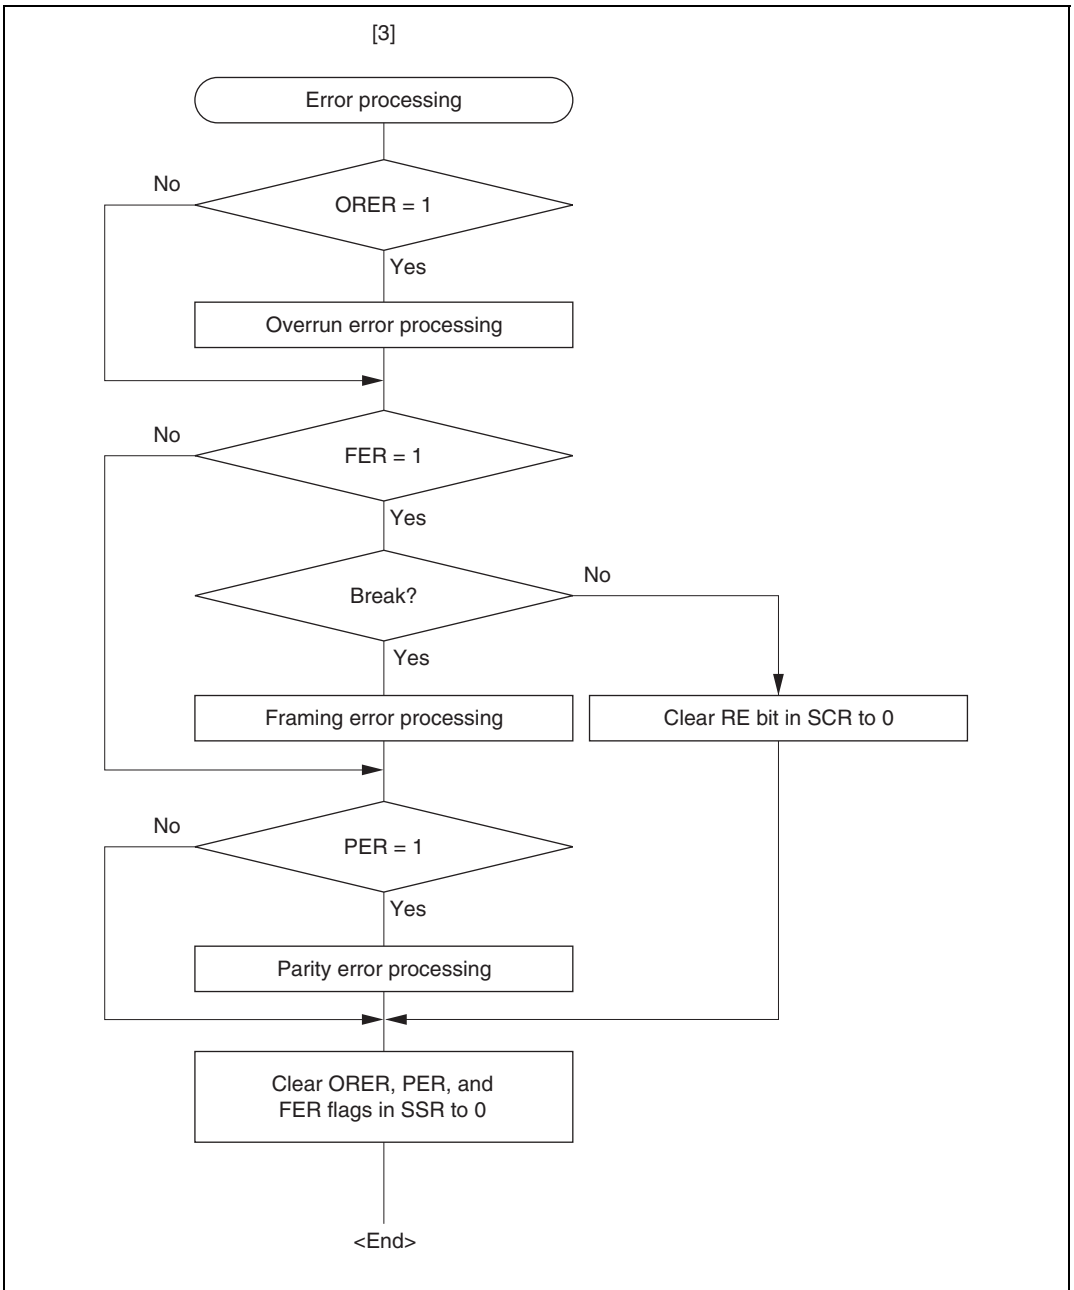 [3]
Error processing
No
ORER = 1
Yes
Overrun error processing
No
FER = 1
Yes
Break?
No
Yes
Framing error processing
Clear RE bit in SCR to 0
No
PER = 1
Yes
Parity error processing
Clear ORER, PER, and
FER flags in SSR to 0
<End>